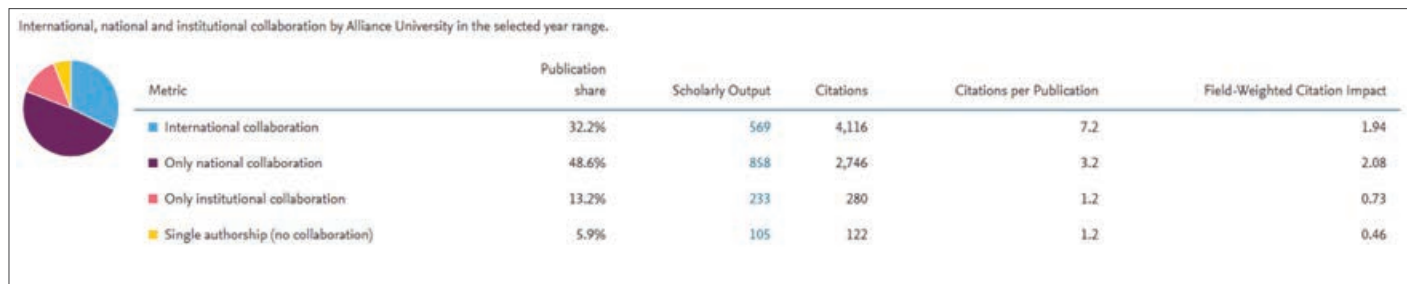 International, national and institutional collaboration by Alliance University in the selected year range.
Metric Publication share Scholarly Output Citations Citations per Publication Field-Weighted Citation Impact
International collaboration 32.2% 569 4,116 7.2 1.94
Only national collaboration 48.6% 858 2,746 3.2 2.08
Only institutional collaboration 13.2% 233 280 1.2 0.73
Single authorship (no collaboration) 5.9% 105 122 1.2 0.46